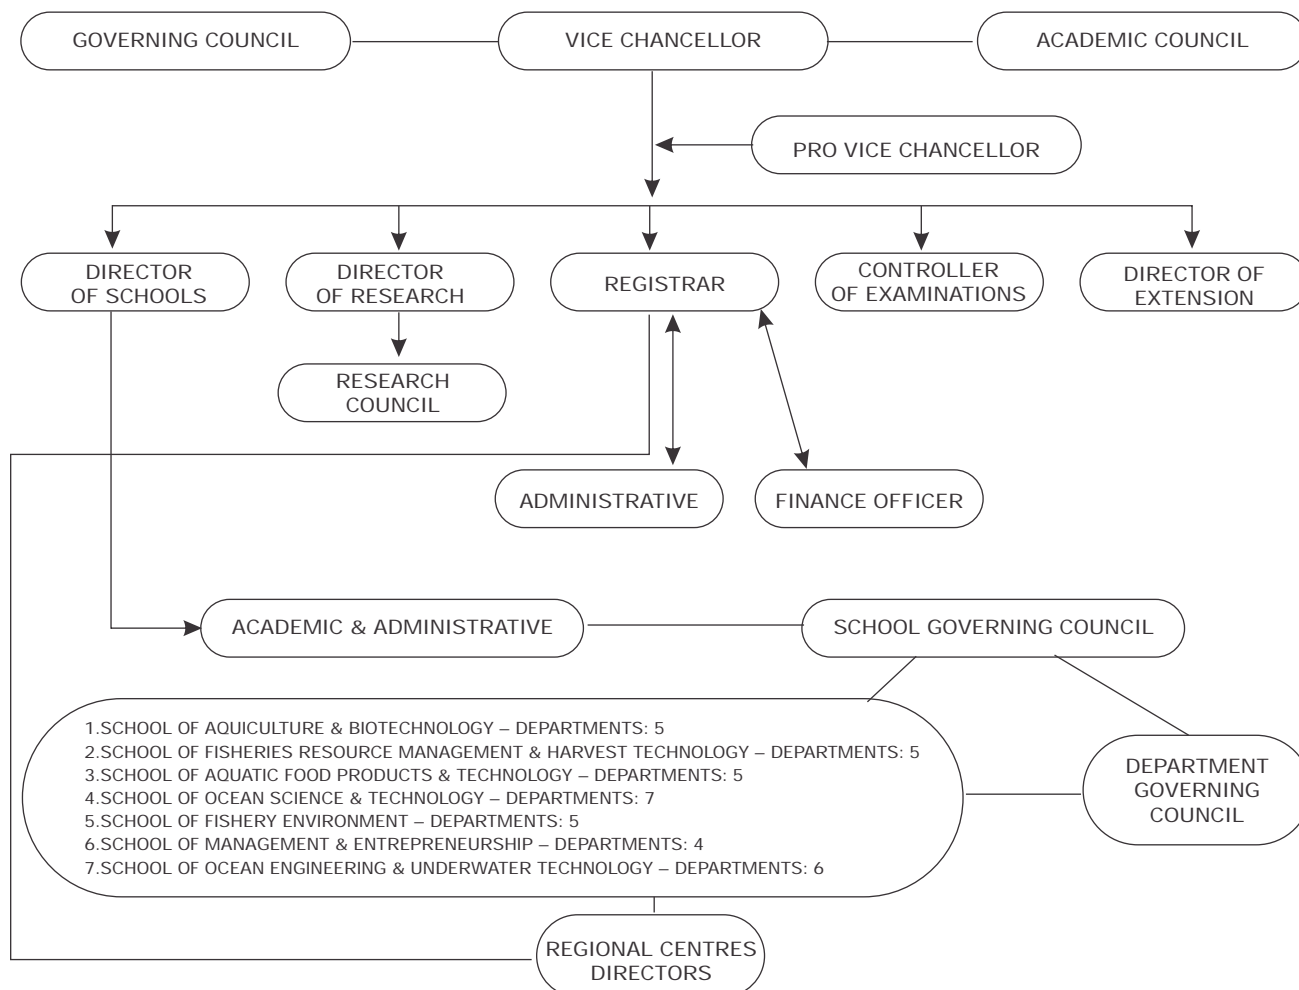 GOVERNING COUNCIL
VICE CHANCELLOR
ACADEMIC COUNCIL
PRO VICE CHANCELLOR
DIRECTOR
OF SCHOOLS
DIRECTOR
OF RESEARCH
REGISTRAR
CONTROLLER
OF EXAMINATIONS
DIRECTOR OF
EXTENSION
RESEARCH
COUNCIL
ADMINISTRATIVE
FINANCE OFFICER
ACADEMIC & ADMINISTRATIVE
SCHOOL GOVERNING COUNCIL
1.SCHOOL OF AQUICULTURE & BIOTECHNOLOGY – DEPARTMENTS: 5
2.SCHOOL OF FISHERIES RESOURCE MANAGEMENT & HARVEST TECHNOLOGY – DEPARTMENTS: 5
3.SCHOOL OF AQUATIC FOOD PRODUCTS & TECHNOLOGY – DEPARTMENTS: 5
4.SCHOOL OF OCEAN SCIENCE & TECHNOLOGY – DEPARTMENTS: 7
5.SCHOOL OF FISHERY ENVIRONMENT – DEPARTMENTS: 5
6.SCHOOL OF MANAGEMENT & ENTREPRENEURSHIP – DEPARTMENTS: 4
7.SCHOOL OF OCEAN ENGINEERING & UNDERWATER TECHNOLOGY – DEPARTMENTS: 6
DEPARTMENT
GOVERNING
COUNCIL
REGIONAL CENTRES
DIRECTORS